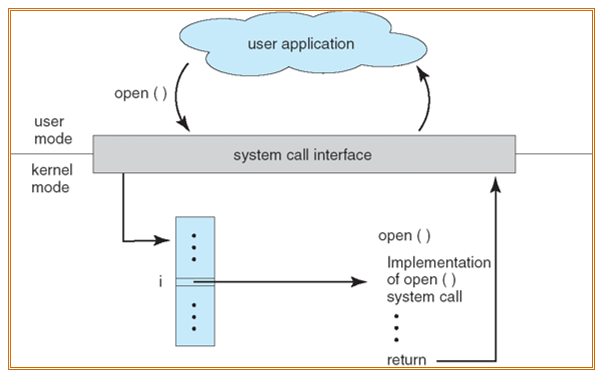 user application
open ( )
user
mode
system call interface
kernel
mode
open ( )
i
Implementation
of open ( )
system call
return